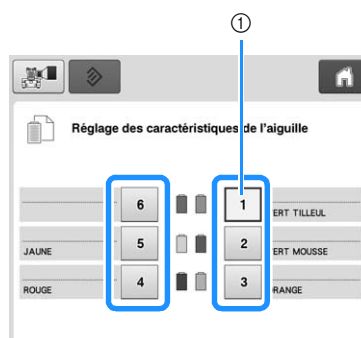 ①
Réglage des caractéristiques de l'aiguille
6 1 ERT TILLEUL
JAUNE 5 2 ERT MOUSSE
ROUGE 4 3 RANGE